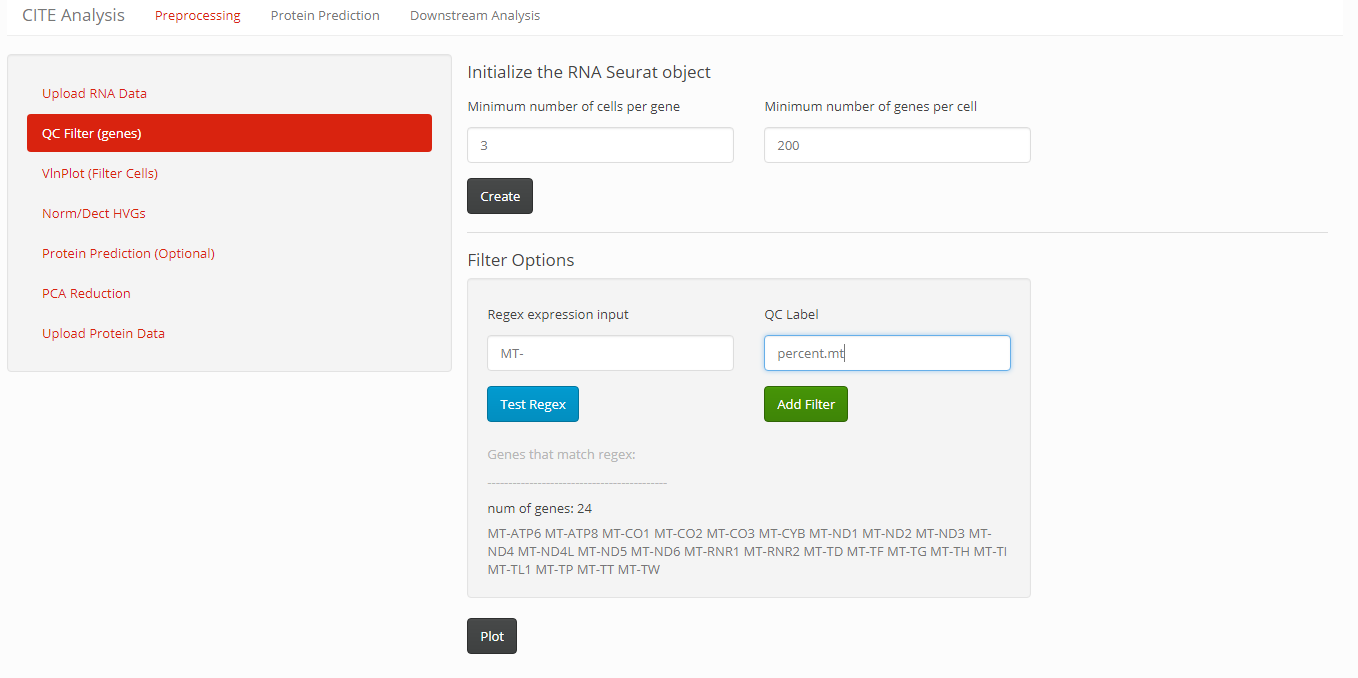 CITE Analysis Preprocessing Protein Prediction Downstream Analysis
Upload RNA Data
QC Filter (genes)
VlnPlot (Filter Cells)
Norm/Dect HVGs
Protein Prediction (Optional)
PCA Reduction
Upload Protein Data
Initialize the RNA Seurat object
Minimum number of cells per gene Minimum number of genes per cell
3 200
Create
Filter Options
Regex expression input QC Label
MT- percent.mt
Test Regex Add Filter
Genes that match regex:
--------------------------------------------
num of genes: 24
MT-ATP6 MT-ATP8 MT-CO1 MT-CO2 MT-CO3 MT-CYB MT-ND1 MT-ND2 MT-ND3 MT-
ND4 MT-ND4L MT-ND5 MT-ND6 MT-RNR1 MT-RNR2 MT-TD MT-TF MT-TG MT-TH MT-TI
MT-TL1 MT-TP MT-TT MT-TW
Plot